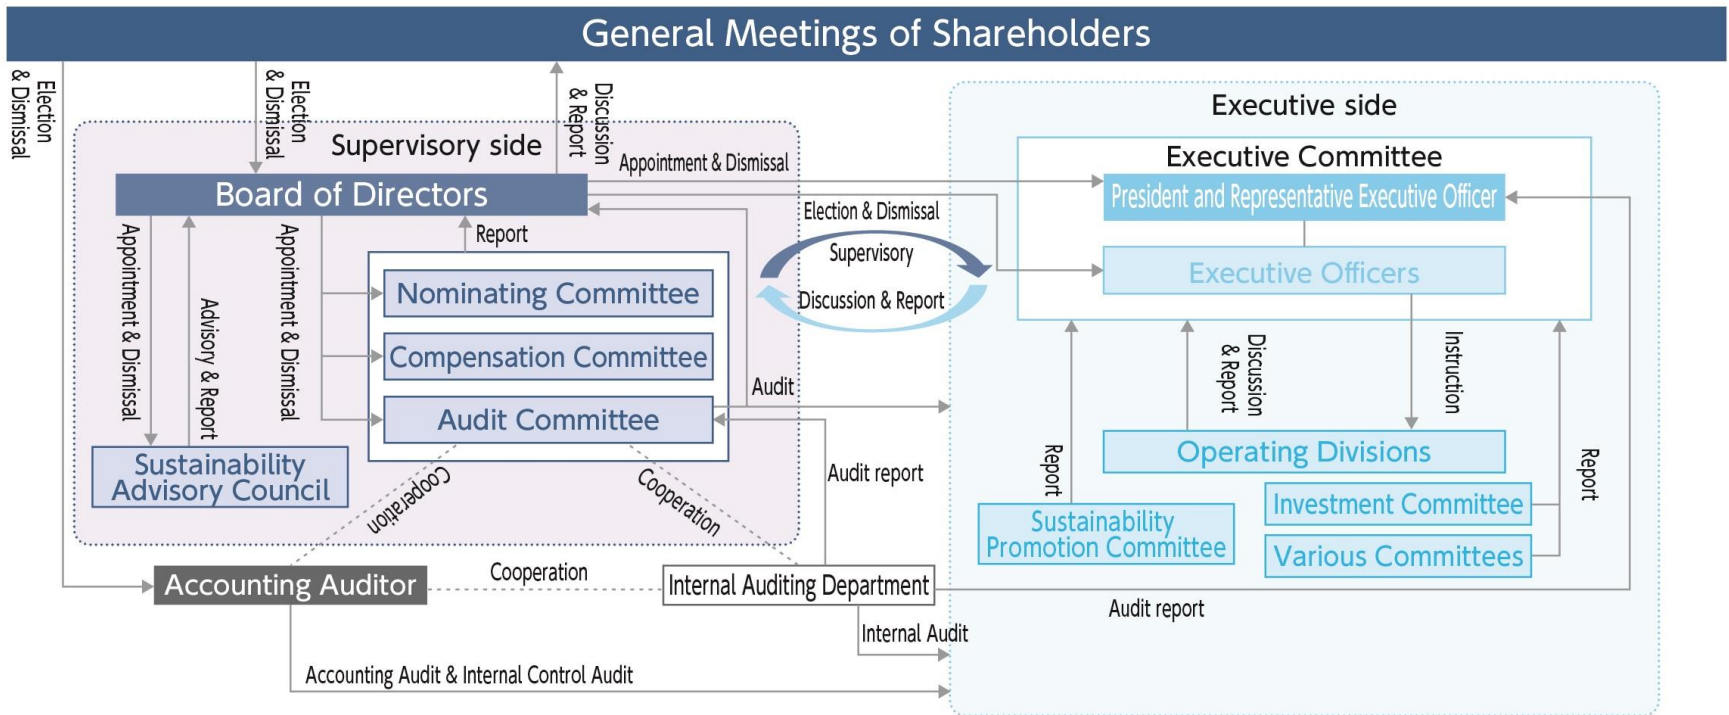 General Meetings of Shareholders
Election
& Dismissal
Election
& Dismissal
Discussion
& Report
Supervisory side
Board of Directors
Appointment & Dismissal
Advisory & Report
Appointment & Dismissal
Report
Nominating Committee
Compensation Committee
Audit Committee
Sustainability
Advisory Council
Cooperation
Cooperation
Appointment & Dismissal
Election & Dismissal
Supervisory
Discussion & Report
Audit
Audit report
Executive side
Executive Committee
President and Representative Executive Officer
Executive Officers
Discussion
& Report
Instruction
Report
Report
Operating Divisions
Investment Committee
Sustainability
Promotion Committee
Various Committees
Accounting Auditor
Cooperation
Internal Auditing Department
Audit report
Internal Audit
Accounting Audit & Internal Control Audit